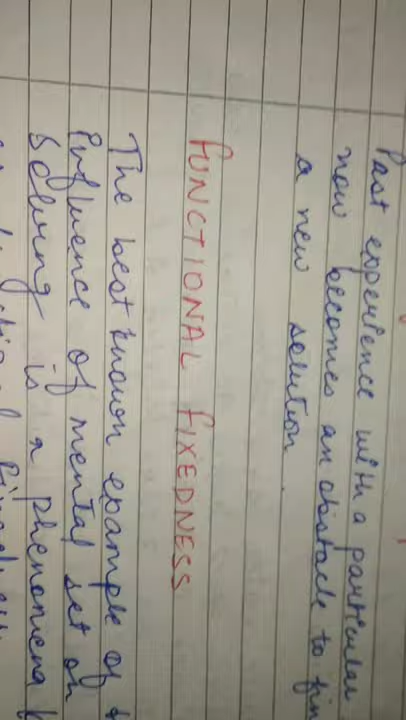 Past experience with a particular
now becomes an obstacle to fin
a new solution.
FUNCTIONAL FIXEDNESS
The best known example of t
Influence of mental set on
Solving is a phenomena k